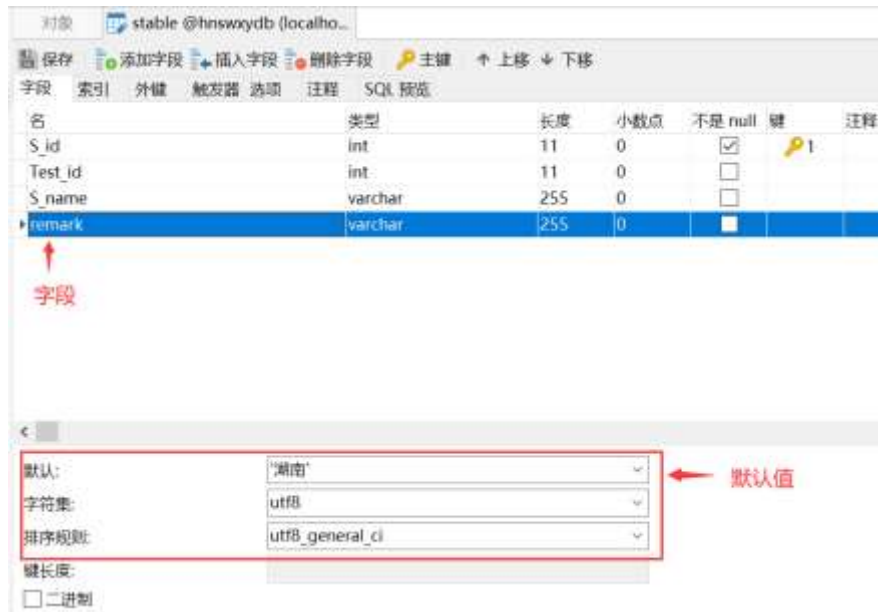 对象 stable @hnswxydb (localho...
保存 添加字段 插入字段 删除字段 主键 上移 下移
字段 索引 外键 触发器 选项 注释 SQL 预览
名 类型 长度 小数点 不是 null 键 注释
S_id int 11 0 1
Test_id int 11 0
S_name varchar 255 0
remark varchar 255 0
字段
默认: '湖南'
默认值
字符集: utf8
排序规则: utf8_general_ci
键长度:
二进制